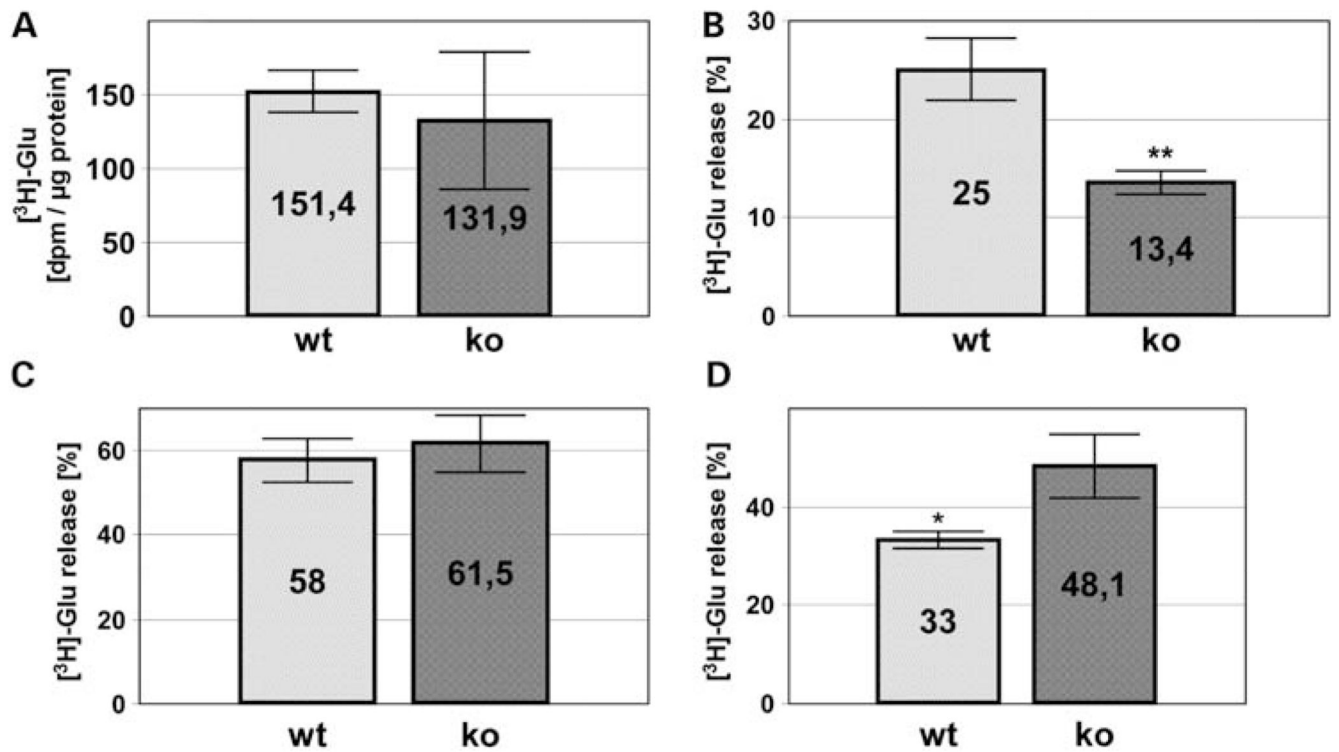 A
[³H]-Glu
[dpm / µg protein]
150
100
50
0
151,4
131,9
wt
ko
B
[³H]-Glu release [%]
30
20
10
0
25
**
13,4
wt
ko
C
[³H]-Glu release [%]
60
40
20
0
58
61,5
wt
ko
D
[³H]-Glu release [%]
40
20
0
*
33
48,1
wt
ko